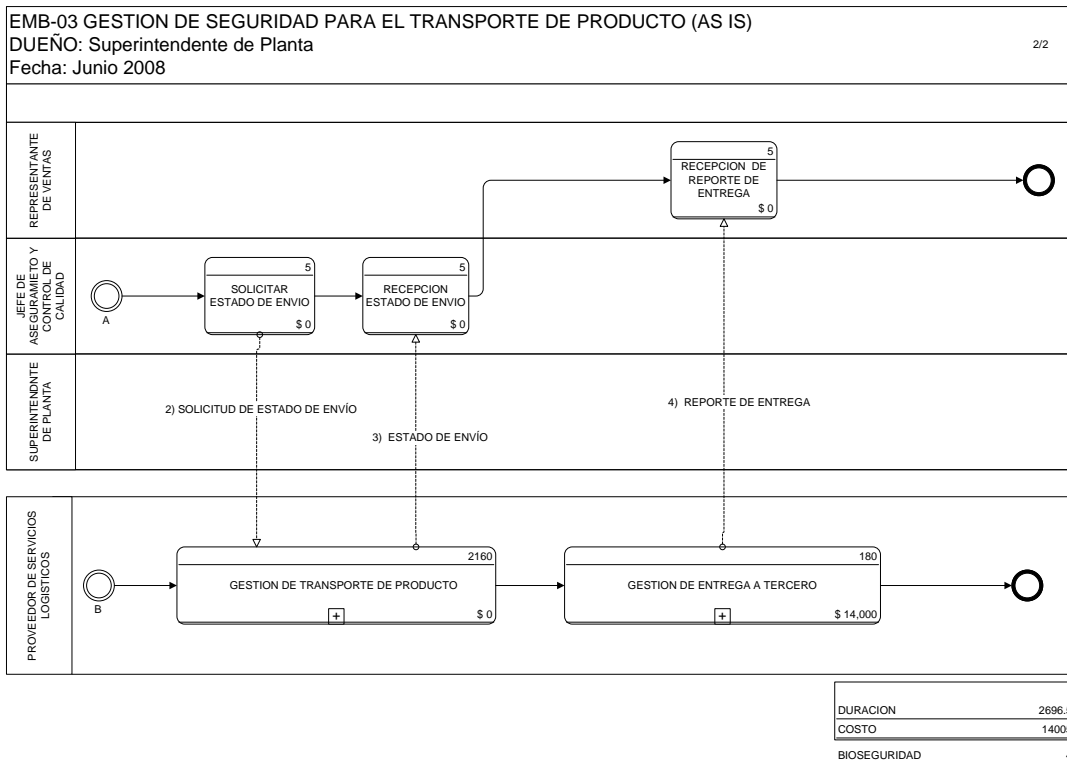 EMB-03 GESTION DE SEGURIDAD PARA EL TRANSPORTE DE PRODUCTO (AS IS)
DUEÑO: Superintendente de Planta
2/2
Fecha: Junio 2008
REPRESENTANTE
DE VENTAS
5
RECEPCION DE
REPORTE DE
ENTREGA
$ 0
JEFE DE
ASEGURAMIETO Y
CONTROL DE
CALIDAD
A
5
SOLICITAR
ESTADO DE ENVIO
$ 0
5
RECEPCION
ESTADO DE ENVIO
$ 0
SUPERINTENDNTE
DE PLANTA
2) SOLICITUD DE ESTADO DE ENVÍO
3) ESTADO DE ENVÍO
4) REPORTE DE ENTREGA
PROVEEDOR DE SERVICIOS
LOGISTICOS
B
2160
GESTION DE TRANSPORTE DE PRODUCTO
+
$ 0
180
GESTION DE ENTREGA A TERCERO
+
$ 14,000
DURACION
COSTO
BIOSEGURIDAD